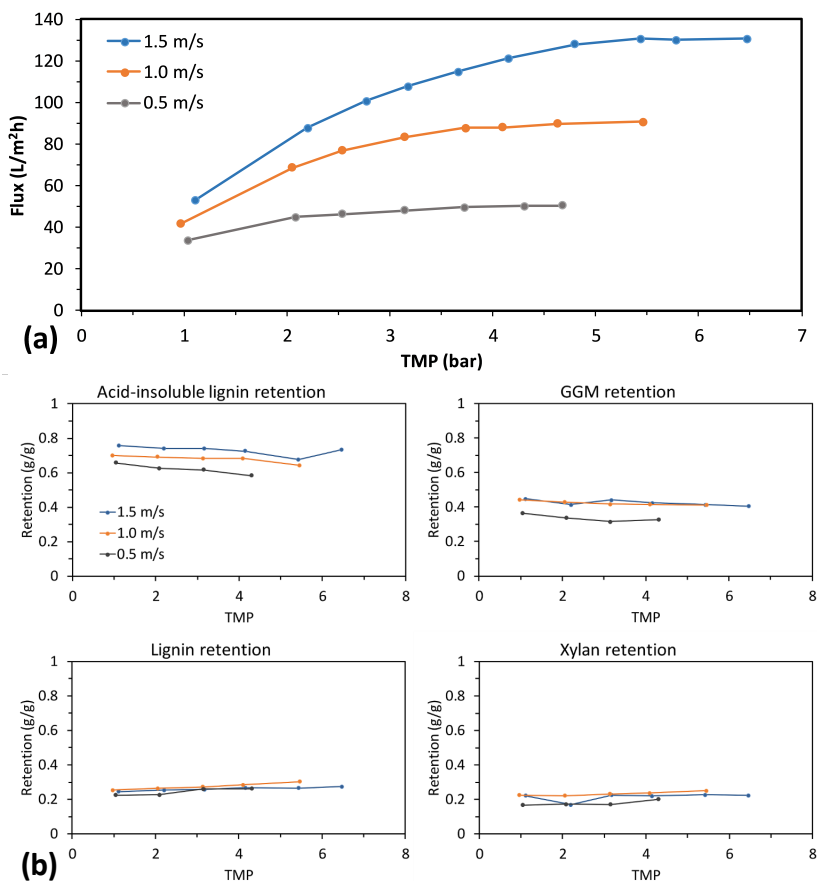 140
120
100
80
60
40
20
0
Flux (L/m²h)
1.5 m/s
1.0 m/s
0.5 m/s
0 1 2 3 4 5 6 7
TMP (bar)
(a)
Acid-insoluble lignin retention
1
0.8
0.6
0.4
0.2
0
Retention (g/g)
1.5 m/s
1.0 m/s
0.5 m/s
0 2 4 6 8
TMP
GGM retention
1
0.8
0.6
0.4
0.2
0
Retention (g/g)
0 2 4 6 8
TMP
Lignin retention
1
0.8
0.6
0.4
0.2
0
Retention (g/g)
0 2 4 6 8
TMP
Xylan retention
1
0.8
0.6
0.4
0.2
0
Retention (g/g)
0 2 4 6 8
TMP
(b)